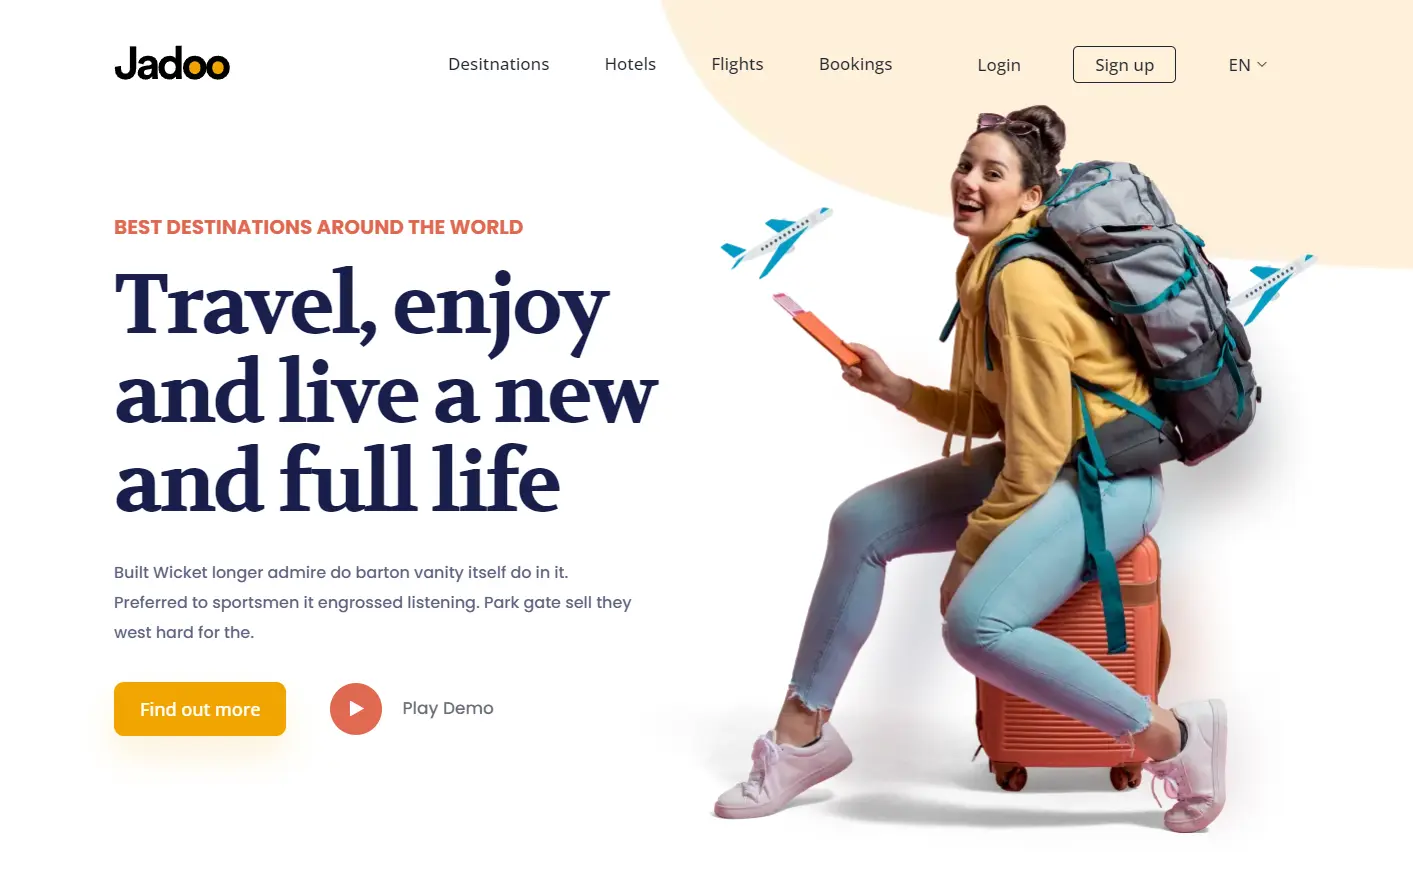 Jadoo
Desitnations
Hotels
Flights
Bookings
Login
Sign up
EN
BEST DESTINATIONS AROUND THE WORLD
Travel, enjoy
and live a new
and full life
Built Wicket longer admire do barton vanity itself do in it.
Preferred to sportsmen it engrossed listening. Park gate sell they
west hard for the.
Find out more
Play Demo